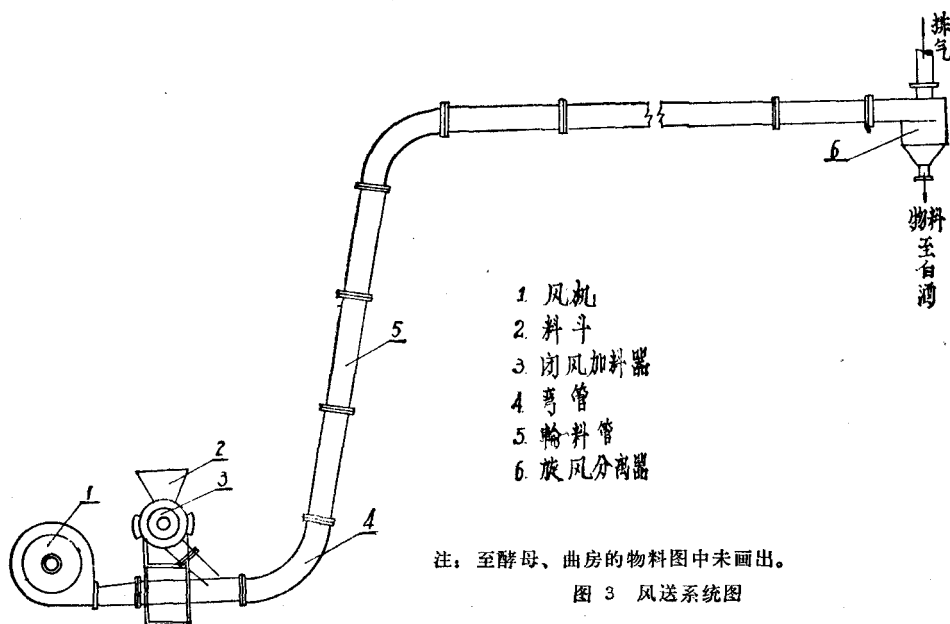 排气
6
物料至白酒
1. 风机
2. 料斗
3. 闭风加料器
4. 弯管
5. 输料管
6. 旋风分离器
5
2
3
1
4
注：至酵母、曲房的物料图中未画出。
图 3 风送系统图